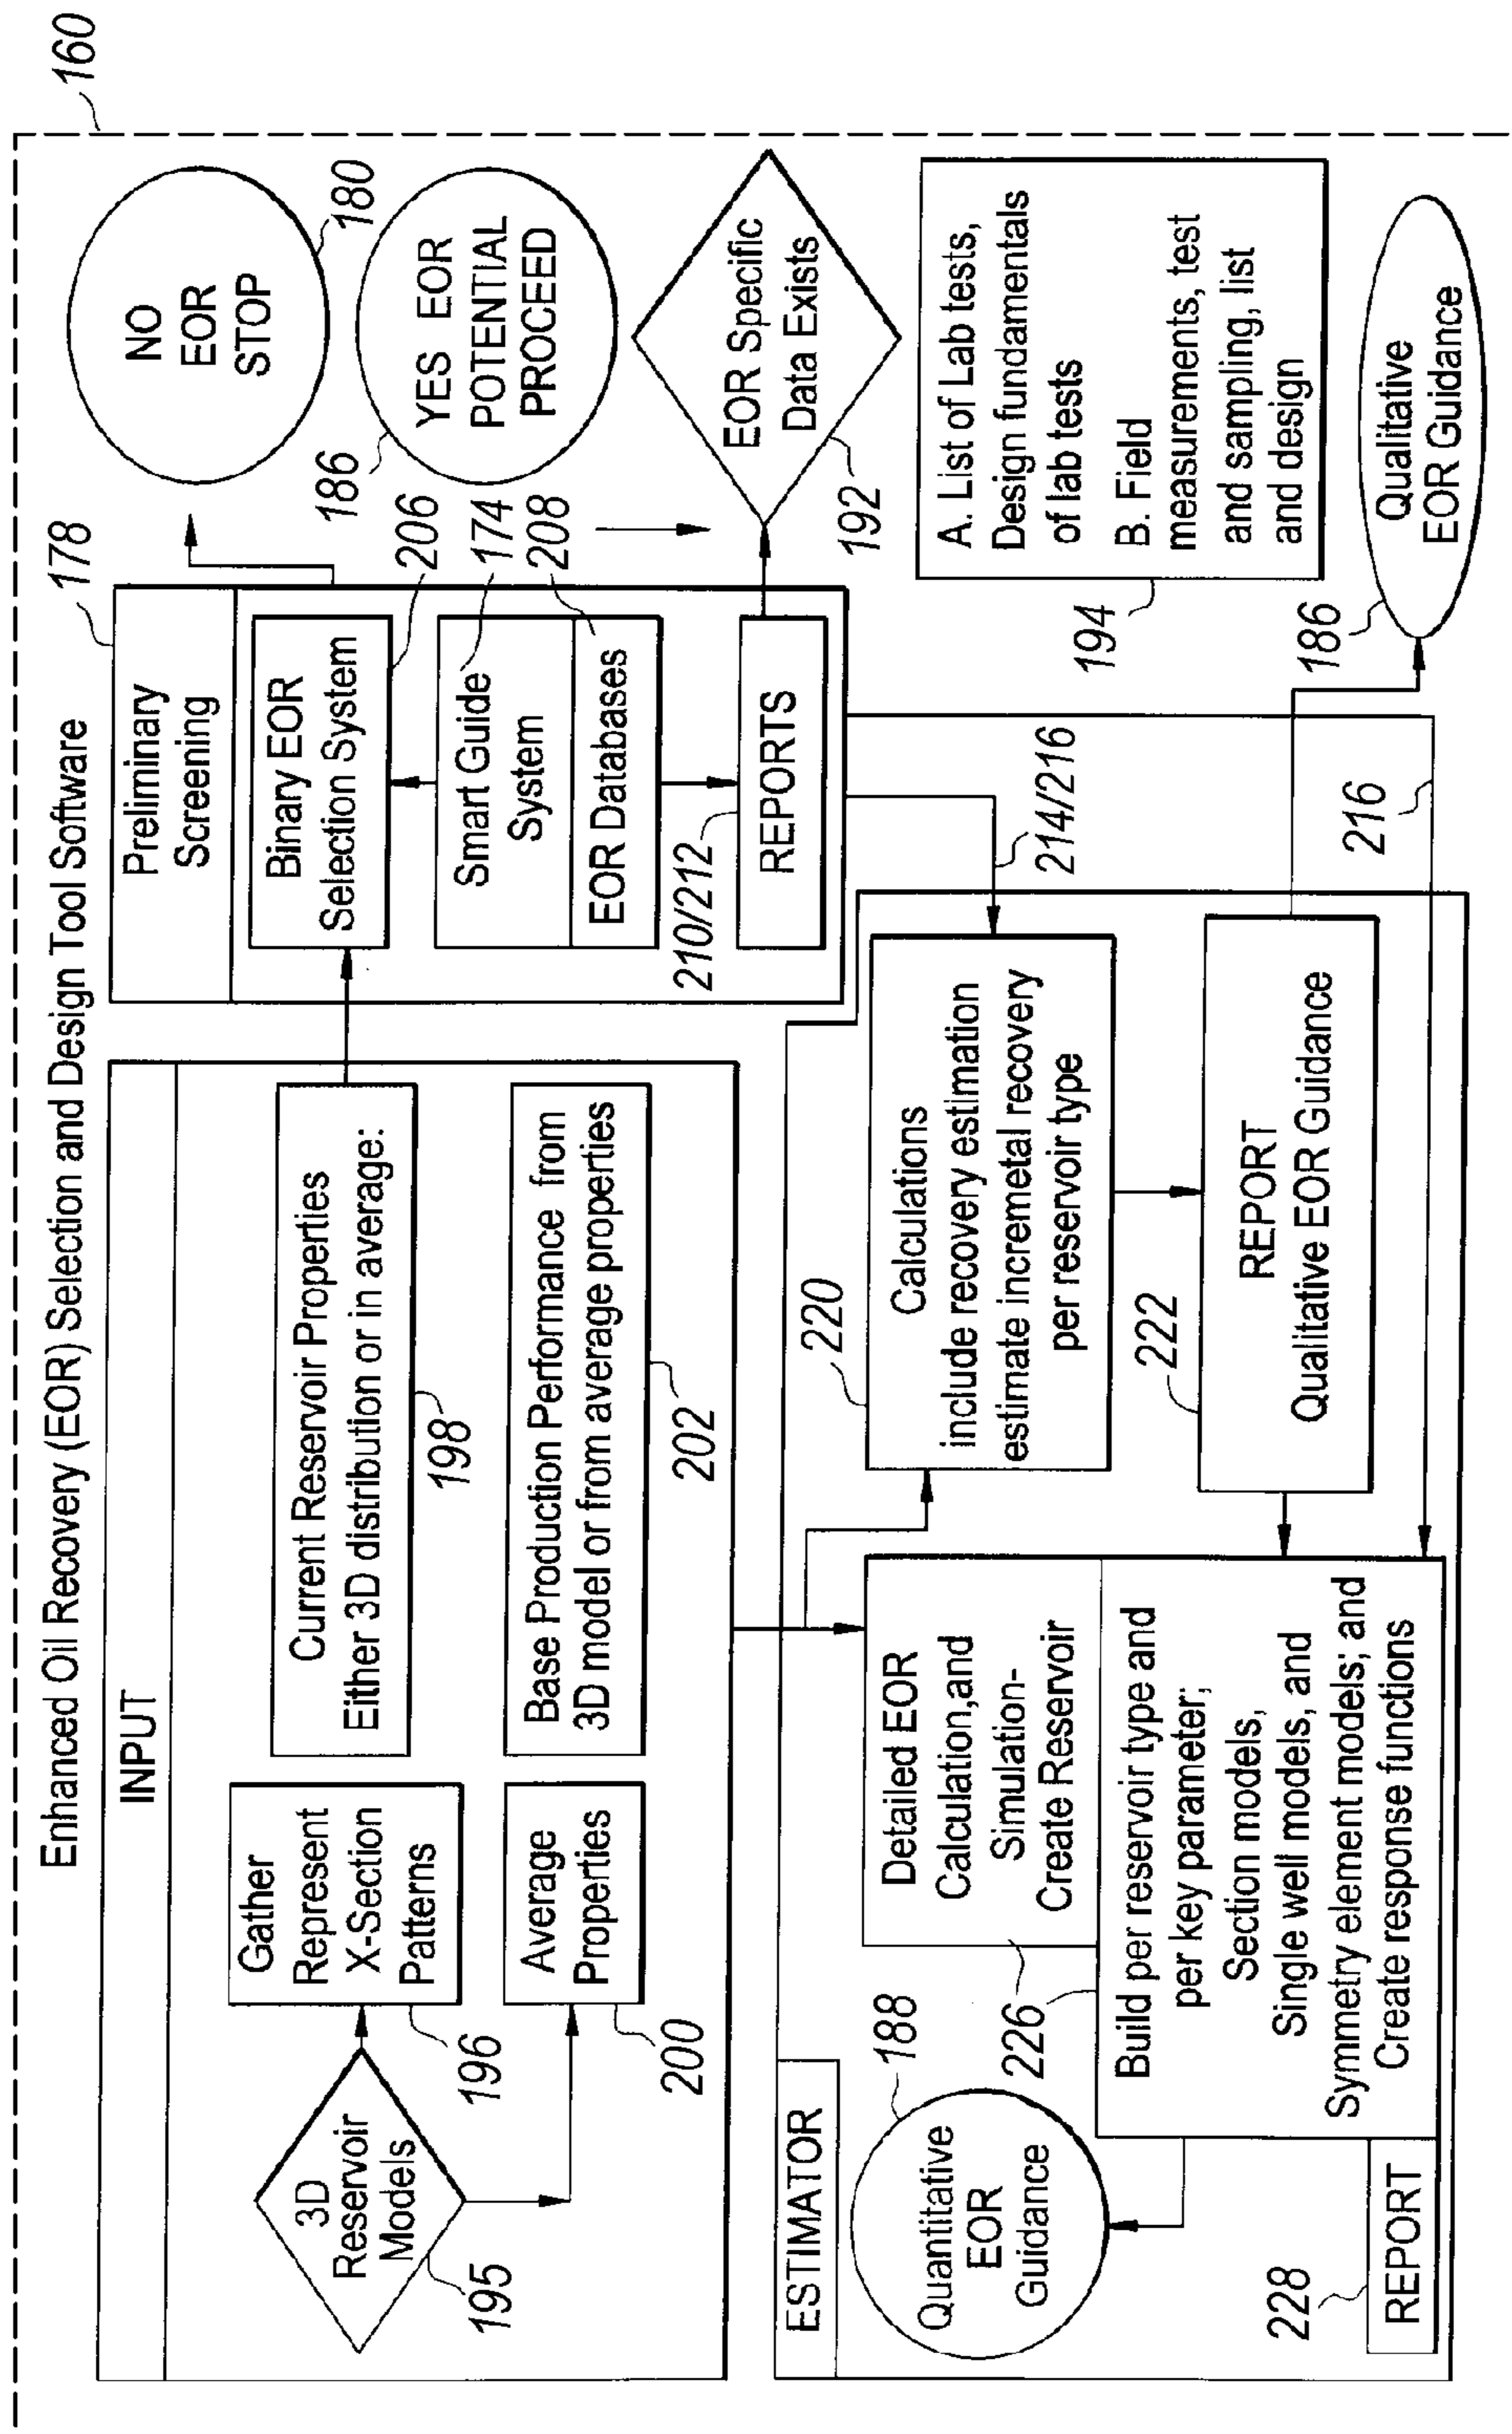 Enhanced Oil Recovery (EOR) Selection and Design Tool Software
160
INPUT
3D
Reservoir
Models
195
Gather
Represent
X-Section
Patterns
196
Average
Properties
200
Current Reservoir Properties
Either 3D distribution or in average:
198
Base Production Performance from
3D model or from average properties
202
178
Preliminary
Screening
Binary EOR
Selection System
206
Smart Guide
System
174
EOR Databases
208
210/212
REPORTS
NO
EOR
STOP
180
YES EOR
POTENTIAL
PROCEED
186
EOR Specific
Data Exists
192
A. List of Lab tests,
Design fundamentals
of lab tests
B. Field
measurements, test
and sampling, list
and design
194
Qualitative
EOR Guidance
186
ESTIMATOR
Quantitative
EOR
Guidance
188
Detailed EOR
Calculation,and
Simulation-
Create Reservoir
226
Build per reservoir type and
per key parameter;
Section models,
Single well models, and
Symmetry element models; and
Create response functions
228
REPORT
220
Calculations
include recovery estimation
estimate incremetal recovery
per reservoir type
214/216
222
REPORT
Qualitative EOR Guidance
216